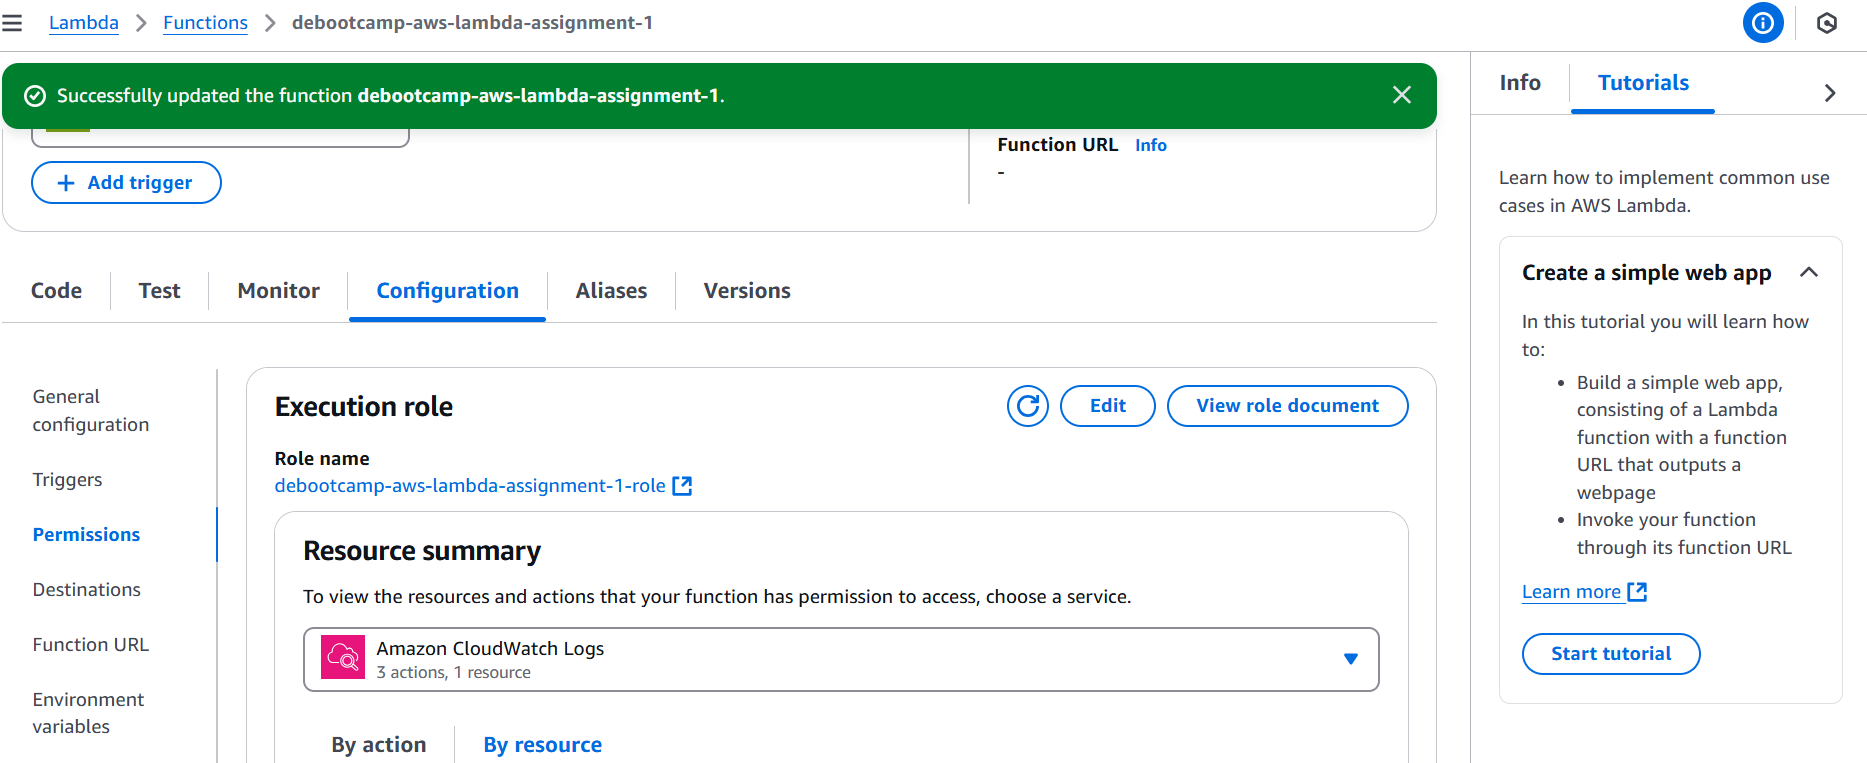 Lambda Functions debootcamp-aws-lambda-assignment-1
Successfully updated the function debootcamp-aws-lambda-assignment-1.
Add trigger
Function URL Info
-
Code Test Monitor Configuration Aliases Versions
General
configuration
Triggers
Permissions
Destinations
Function URL
Environment
variables
Execution role
Edit View role document
Role name
debootcamp-aws-lambda-assignment-1-role
Resource summary
To view the resources and actions that your function has permission to access, choose a service.
Amazon CloudWatch Logs
3 actions, 1 resource
By action By resource
Info Tutorials
Learn how to implement common use
cases in AWS Lambda.
Create a simple web app
In this tutorial you will learn how
to:
• Build a simple web app,
consisting of a Lambda
function with a function
URL that outputs a
webpage
• Invoke your function
through its function URL
Learn more
Start tutorial